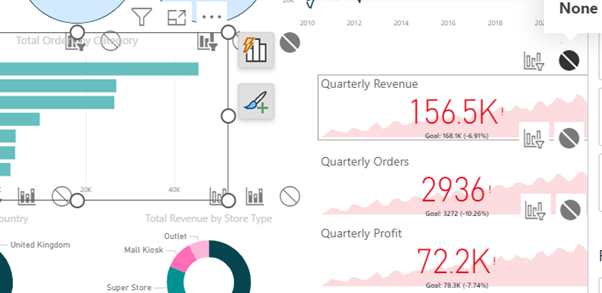 None
20K
2010
2012
2014
2016
2018
Total Orders by Category
Quarterly Revenue
156.5K!
Goal: 168.1K (-6.91%)
Quarterly Orders
2936!
Goal: 3272 (-10.26%)
20K
40K
Country
Total Revenue by Store Type
Quarterly Profit
72.2K!
Goal: 78.3K (-7.74%)
United Kingdom
Outlet
Mall Kiosk
Super Store